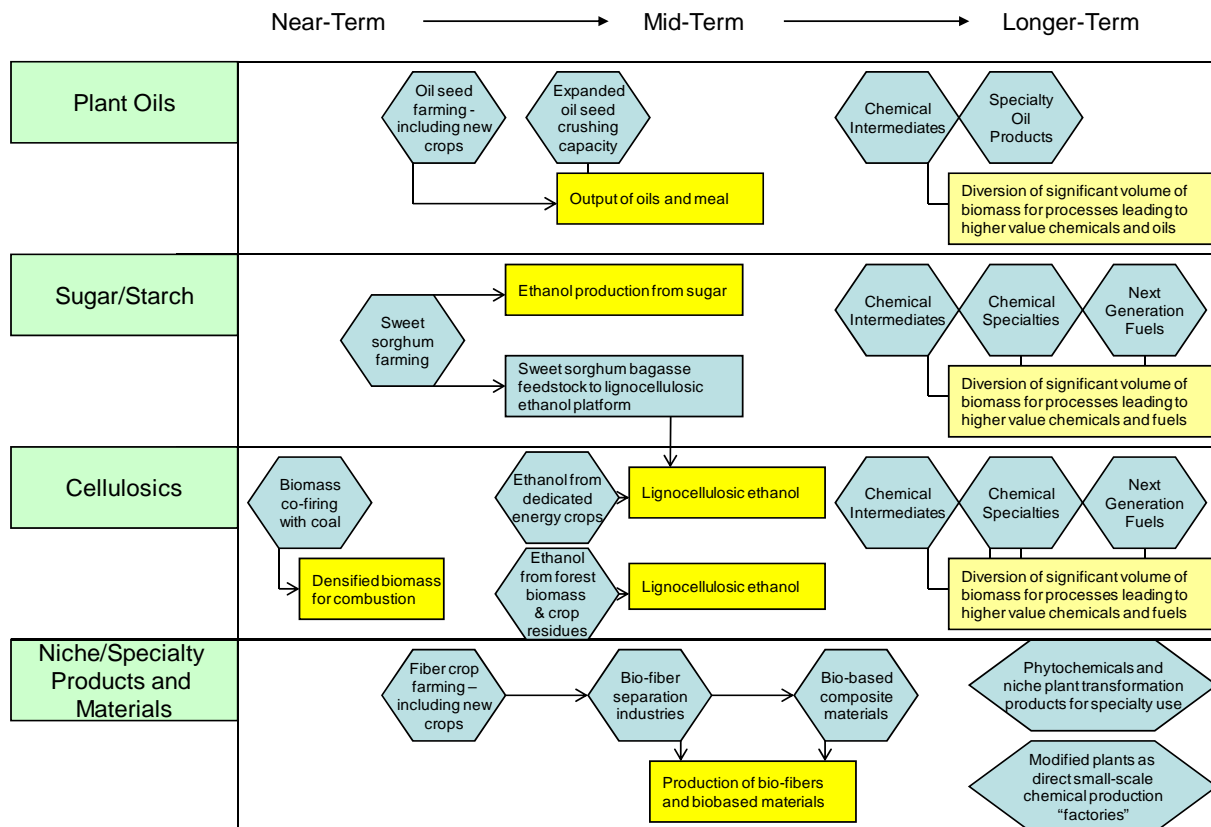 Near-Term
Mid-Term
Longer-Term
Plant Oils
Oil seed
farming -
including new
crops
Expanded
oil seed
crushing
capacity
Output of oils and meal
Chemical
Intermediates
Specialty
Oil
Products
Diversion of significant volume of
biomass for processes leading to
higher value chemicals and oils
Sugar/Starch
Sweet
sorghum
farming
Ethanol production from sugar
Sweet sorghum bagasse
feedstock to lignocellulosic
ethanol platform
Chemical
Intermediates
Chemical
Specialties
Next
Generation
Fuels
Diversion of significant volume of
biomass for processes leading to
higher value chemicals and fuels
Cellulosics
Biomass
co-firing
with coal
Densified biomass
for combustion
Ethanol from
dedicated
energy crops
Lignocellulosic ethanol
Ethanol
from forest
biomass
& crop
residues
Lignocellulosic ethanol
Chemical
Intermediates
Chemical
Specialties
Next
Generation
Fuels
Diversion of significant volume of
biomass for processes leading to
higher value chemicals and fuels
Niche/Specialty
Products and
Materials
Fiber crop
farming –
including new
crops
Bio-fiber
separation
industries
Bio-based
composite
materials
Production of bio-fibers
and biobased materials
Phytochemicals and
niche plant transformation
products for specialty use
Modified plants as
direct small-scale
chemical production
“factories”